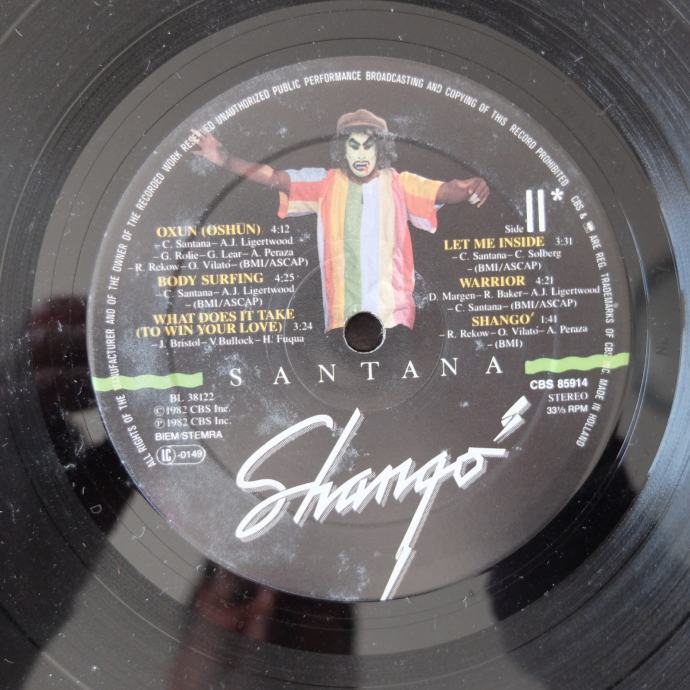 ALL RIGHTS OF THE MANUFACTURER AND OF THE OWNER OF THE RECORDED WORK RESERVED UNAUTHORIZED PUBLIC PERFORMANCE BROADCASTING AND COPYING OF THIS RECORD PROHIBITED
CBS & ARE REG. TRADEMARKS OF CBS INC. MADE IN HOLLAND
Side II*
OXUN (OSHUN) 4:12
– C. Santana – A.J. Ligertwood
– G. Rolie – G. Lear – A. Peraza
– R. Rekow – O. Vilato – (BMI/ASCAP)
BODY SURFING 4:25
– C. Santana – A.J. Ligertwood
(BMI/ASCAP)
WHAT DOES IT TAKE
(TO WIN YOUR LOVE) 3:24
– J. Bristol – V.Bullock – H. Fuqua
LET ME INSIDE 3:31
– C. Santana – C. Solberg
– (BMI/ASCAP)
WARRIOR 4:21
D. Margen – R. Baker – A.J. Ligertwood
– C. Santana – (BMI/ASCAP)
SHANGO' 1:41
– R. Rekow – O. Vilato – A. Peraza
– (BMI)
SANTANA
BL 38122
© 1982 CBS Inc.
℗ 1982 CBS Inc.
BIEM/STEMRA
LC -0149
CBS 85914
STEREO
33⅓ RPM
Shangó